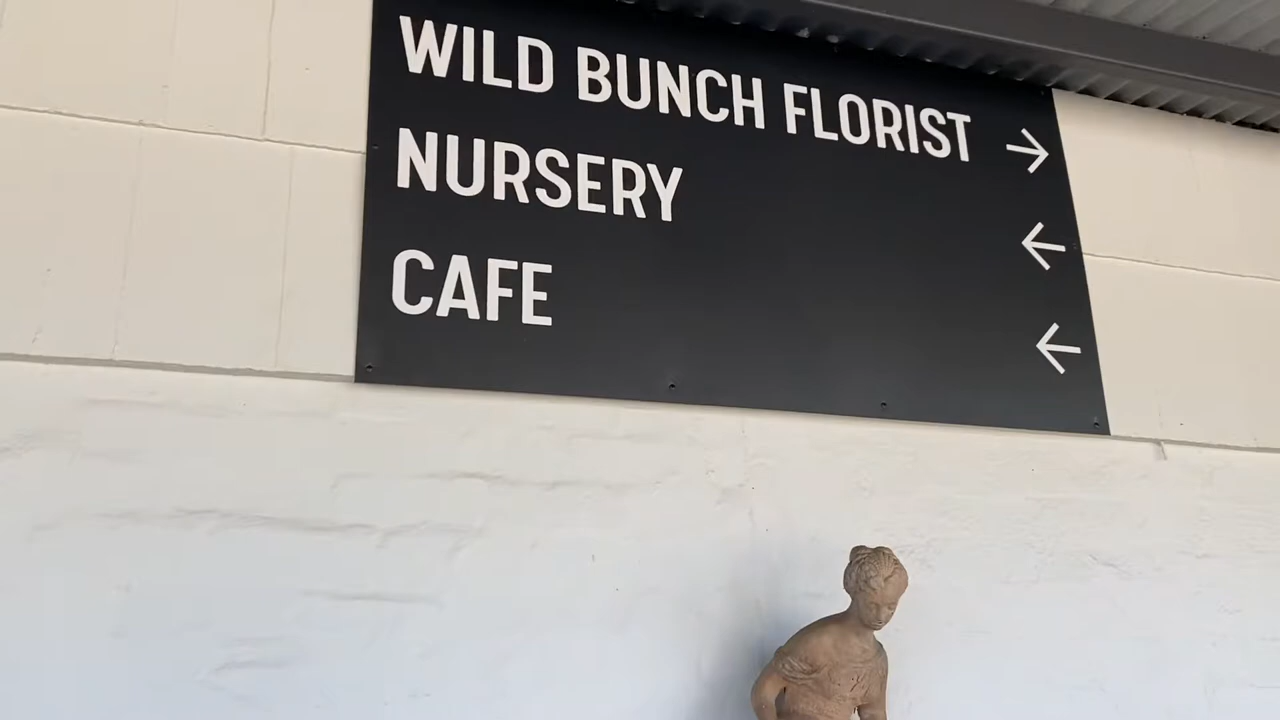 WILD BUNCH FLORIST →
NURSERY ←
CAFE ←